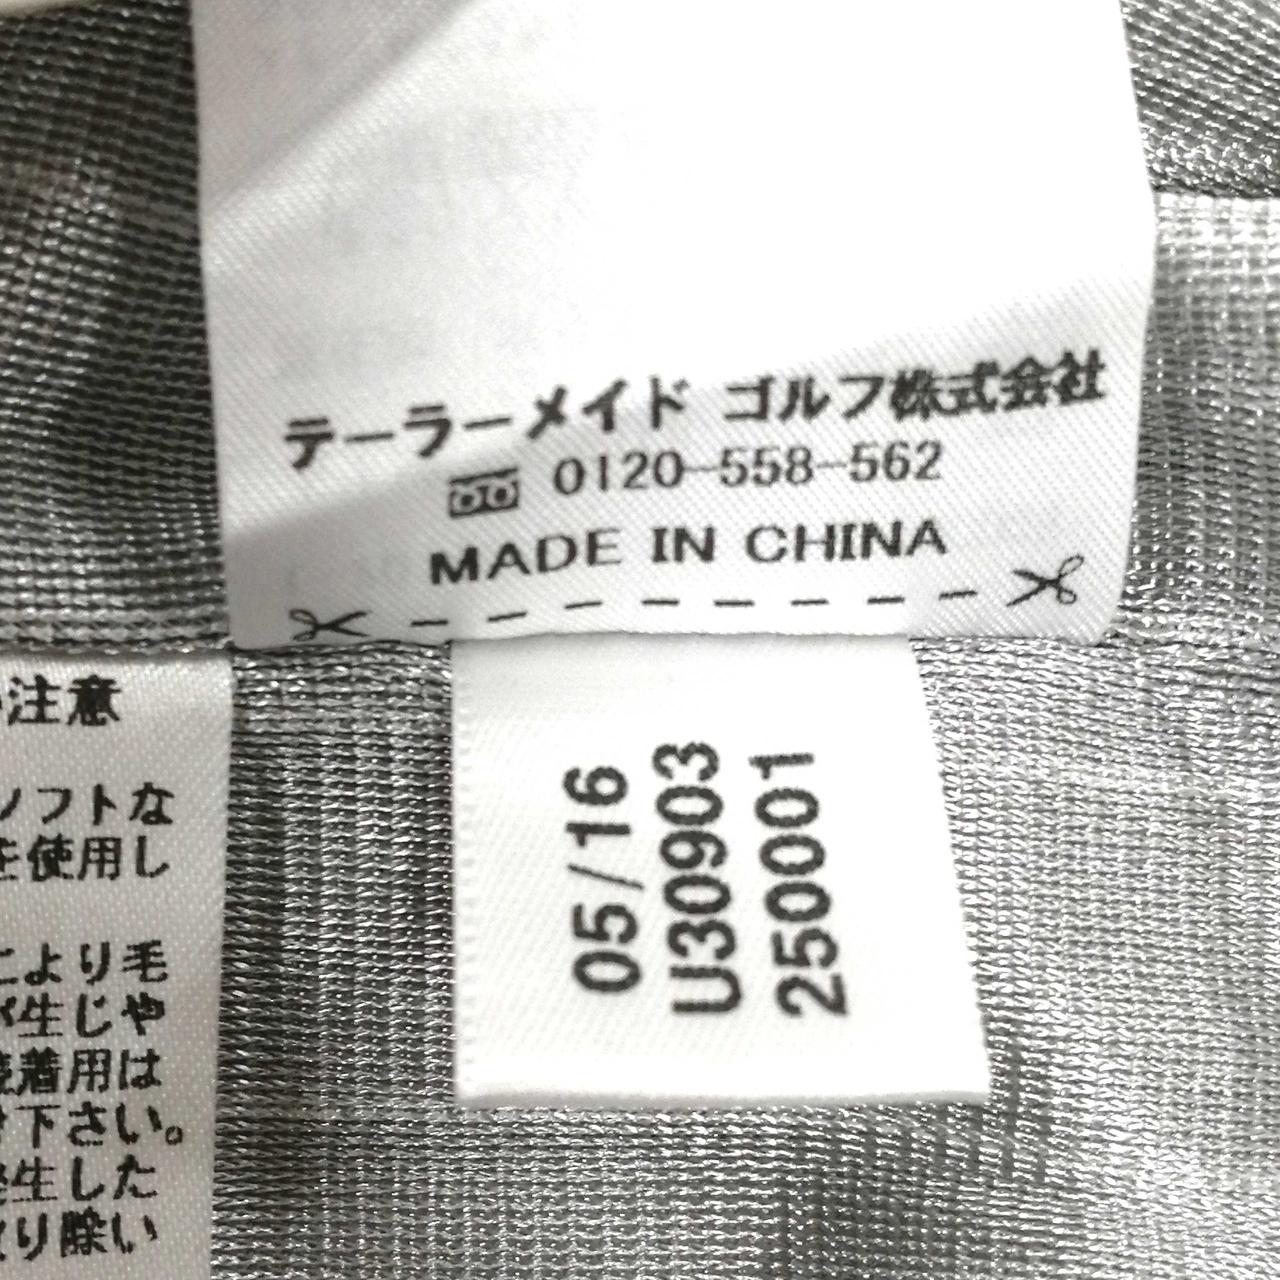 テーラーメイド ゴルフ株式会社
0120-558-562
MADE IN CHINA
注意
ソフトな
を使用し
により毛
が生じや
着用は
下さい。
生した
り除い
05/16
U30903
250001